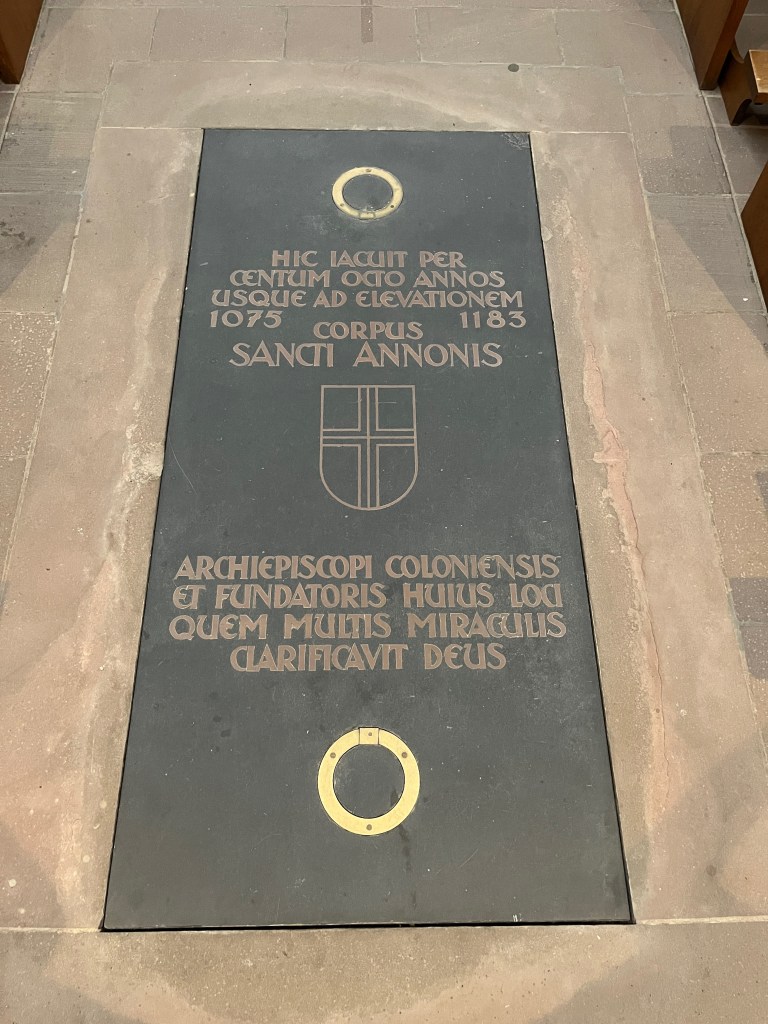 HIC IACUIT PER
CENTUM OCTO ANNOS
USQUE AD ELEVATIONEM
1075 CORPUS 1183
SANCTI ANNONIS
ARCHIEPISCOPI COLONIENSIS
ET FUNDATORIS HUIUS LOCI
QUEM MULTIS MIRACULIS
CLARIFICAVIT DEUS